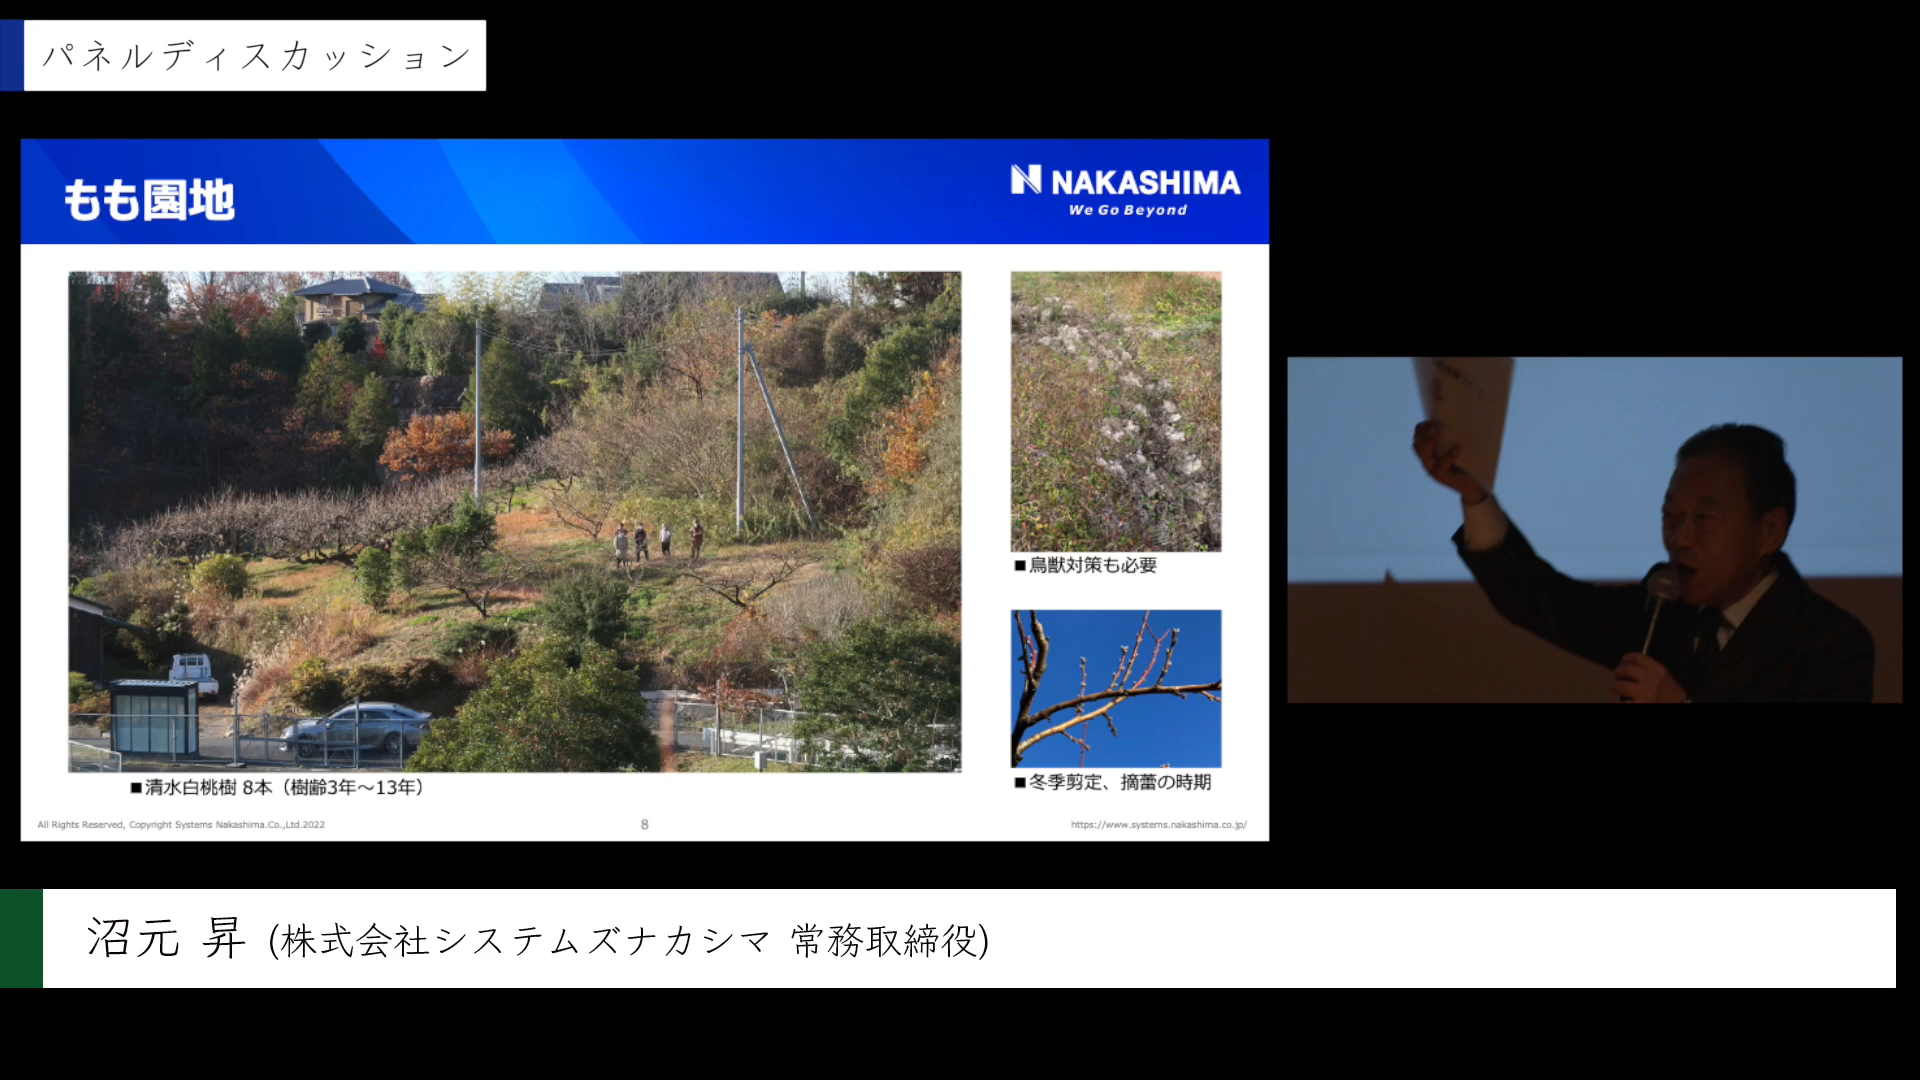 パネルディスカッション
もも園地
NAKASHIMA
We Go Beyond
■鳥獣対策も必要
■清水白桃樹 8本（樹齢3年～13年）
■冬季剪定、摘蕾の時期
All Rights Reserved, Copyright Systems Nakashima.Co.,Ltd.2022
8
https://www.systems.nakashima.co.jp/
沼元 昇 (株式会社システムズナカシマ 常務取締役)